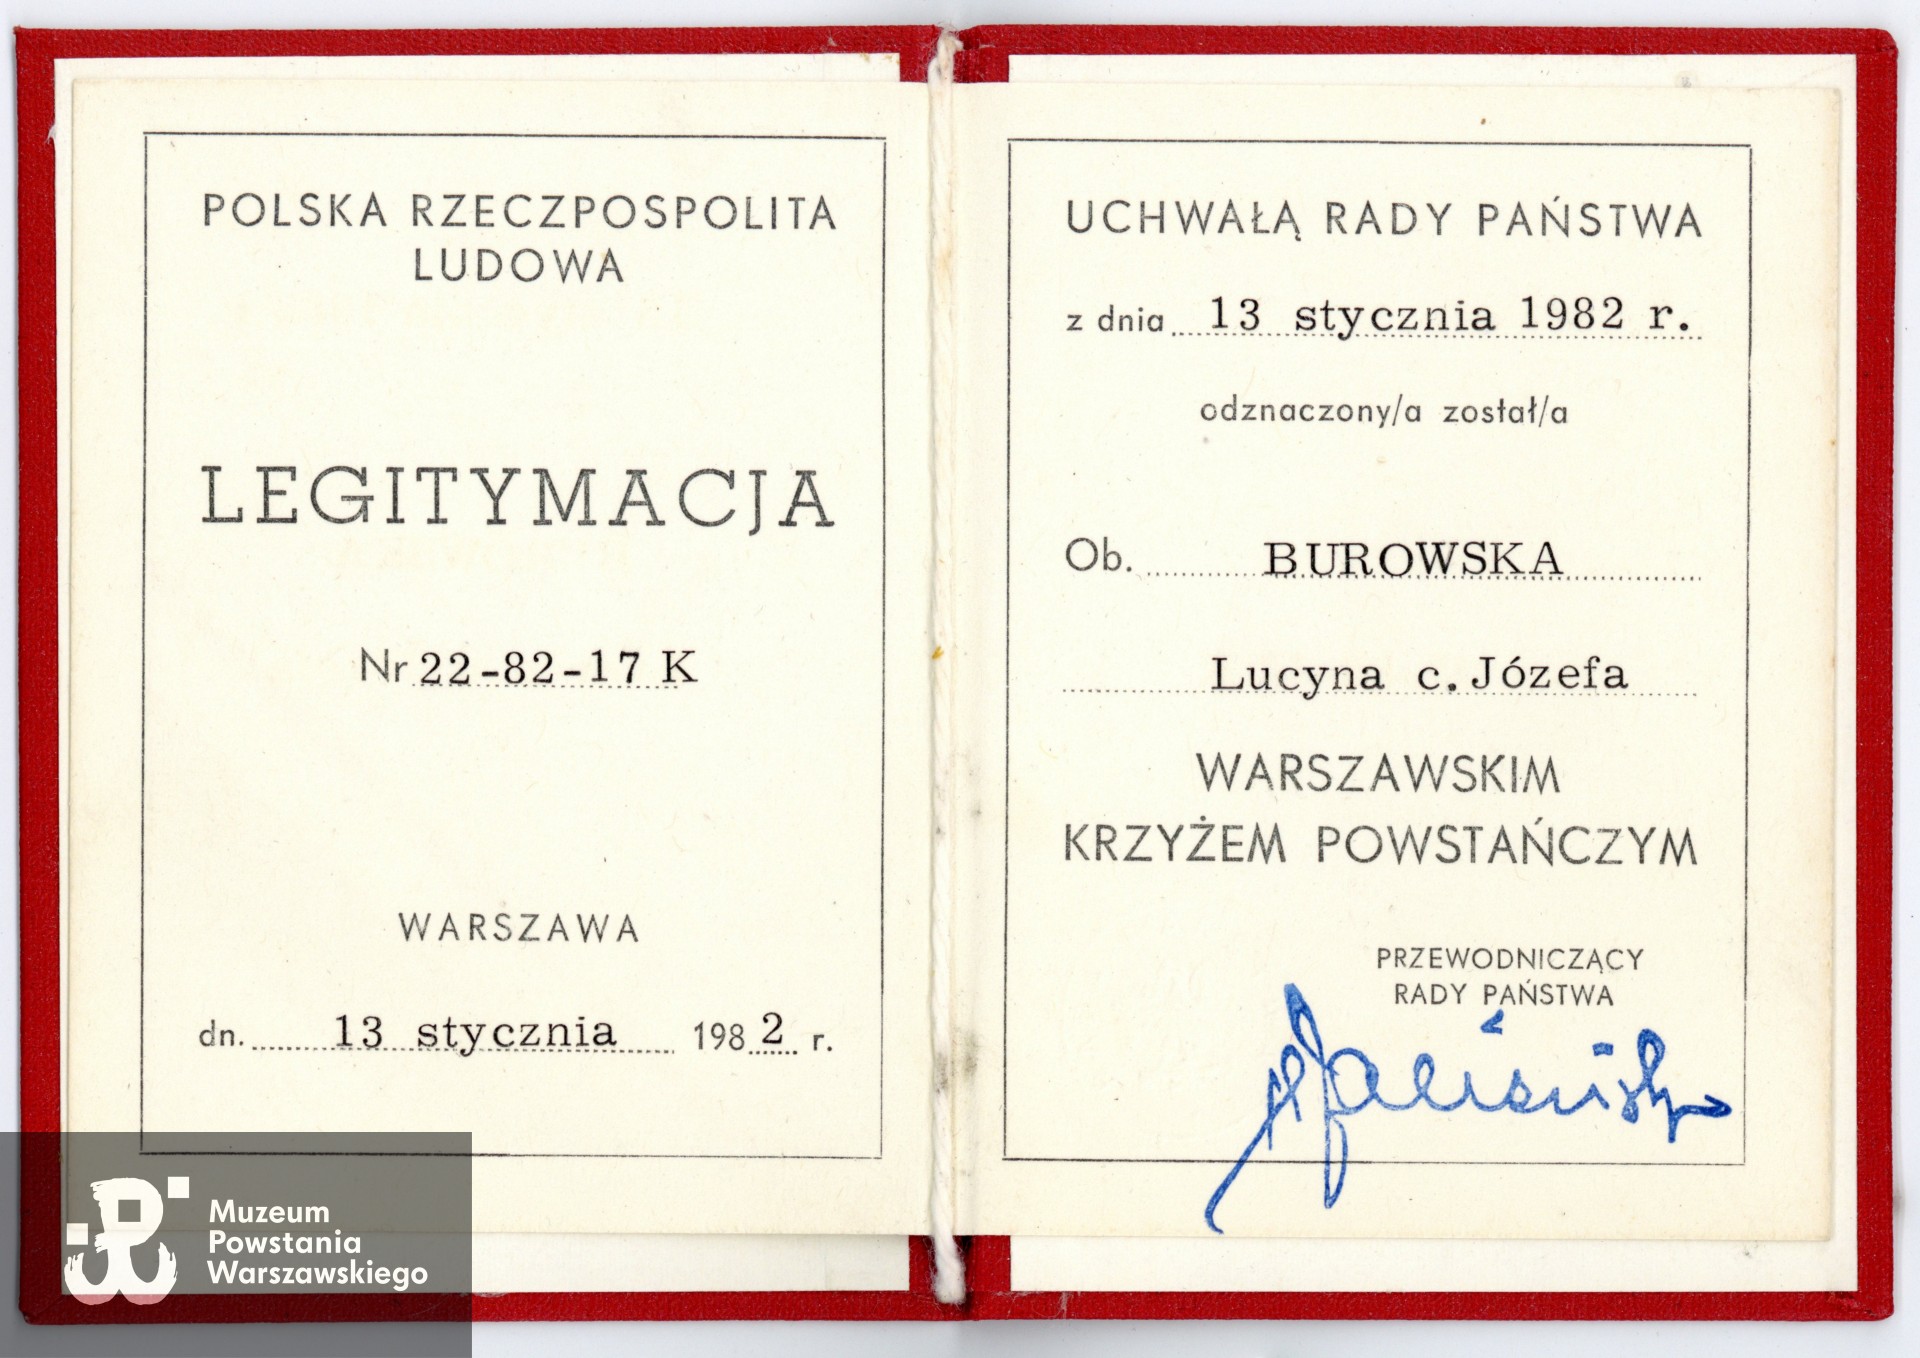 POLSKA RZECZPOSPOLITA
LUDOWA
LEGITYMACJA
Nr 22-82-17 K
WARSZAWA
dn. 13 stycznia 1982 r.
UCHWAŁĄ RADY PAŃSTWA
z dnia 13 stycznia 1982 r.
odznaczony/a został/a
Ob. BUROWSKA
Lucyna c. Józefa
WARSZAWSKIM
KRZYŻEM POWSTAŃCZYM
PRZEWODNICZĄCY
RADY PAŃSTWA
Muzeum
Powstania
Warszawskiego